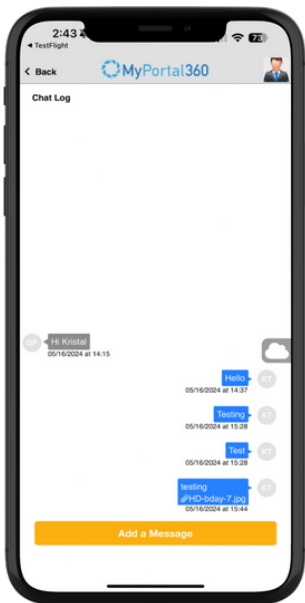 2:43
◀ TestFlight
73
Back
MyPortal360
Chat Log
GP
Hi Kristal
05/16/2024 at 14:15
Hello
KT
05/16/2024 at 14:37
Testing
KT
05/16/2024 at 15:28
Test
KT
05/16/2024 at 15:28
testing
HD-bday-7.jpg
KT
05/16/2024 at 15:44
Add a Message